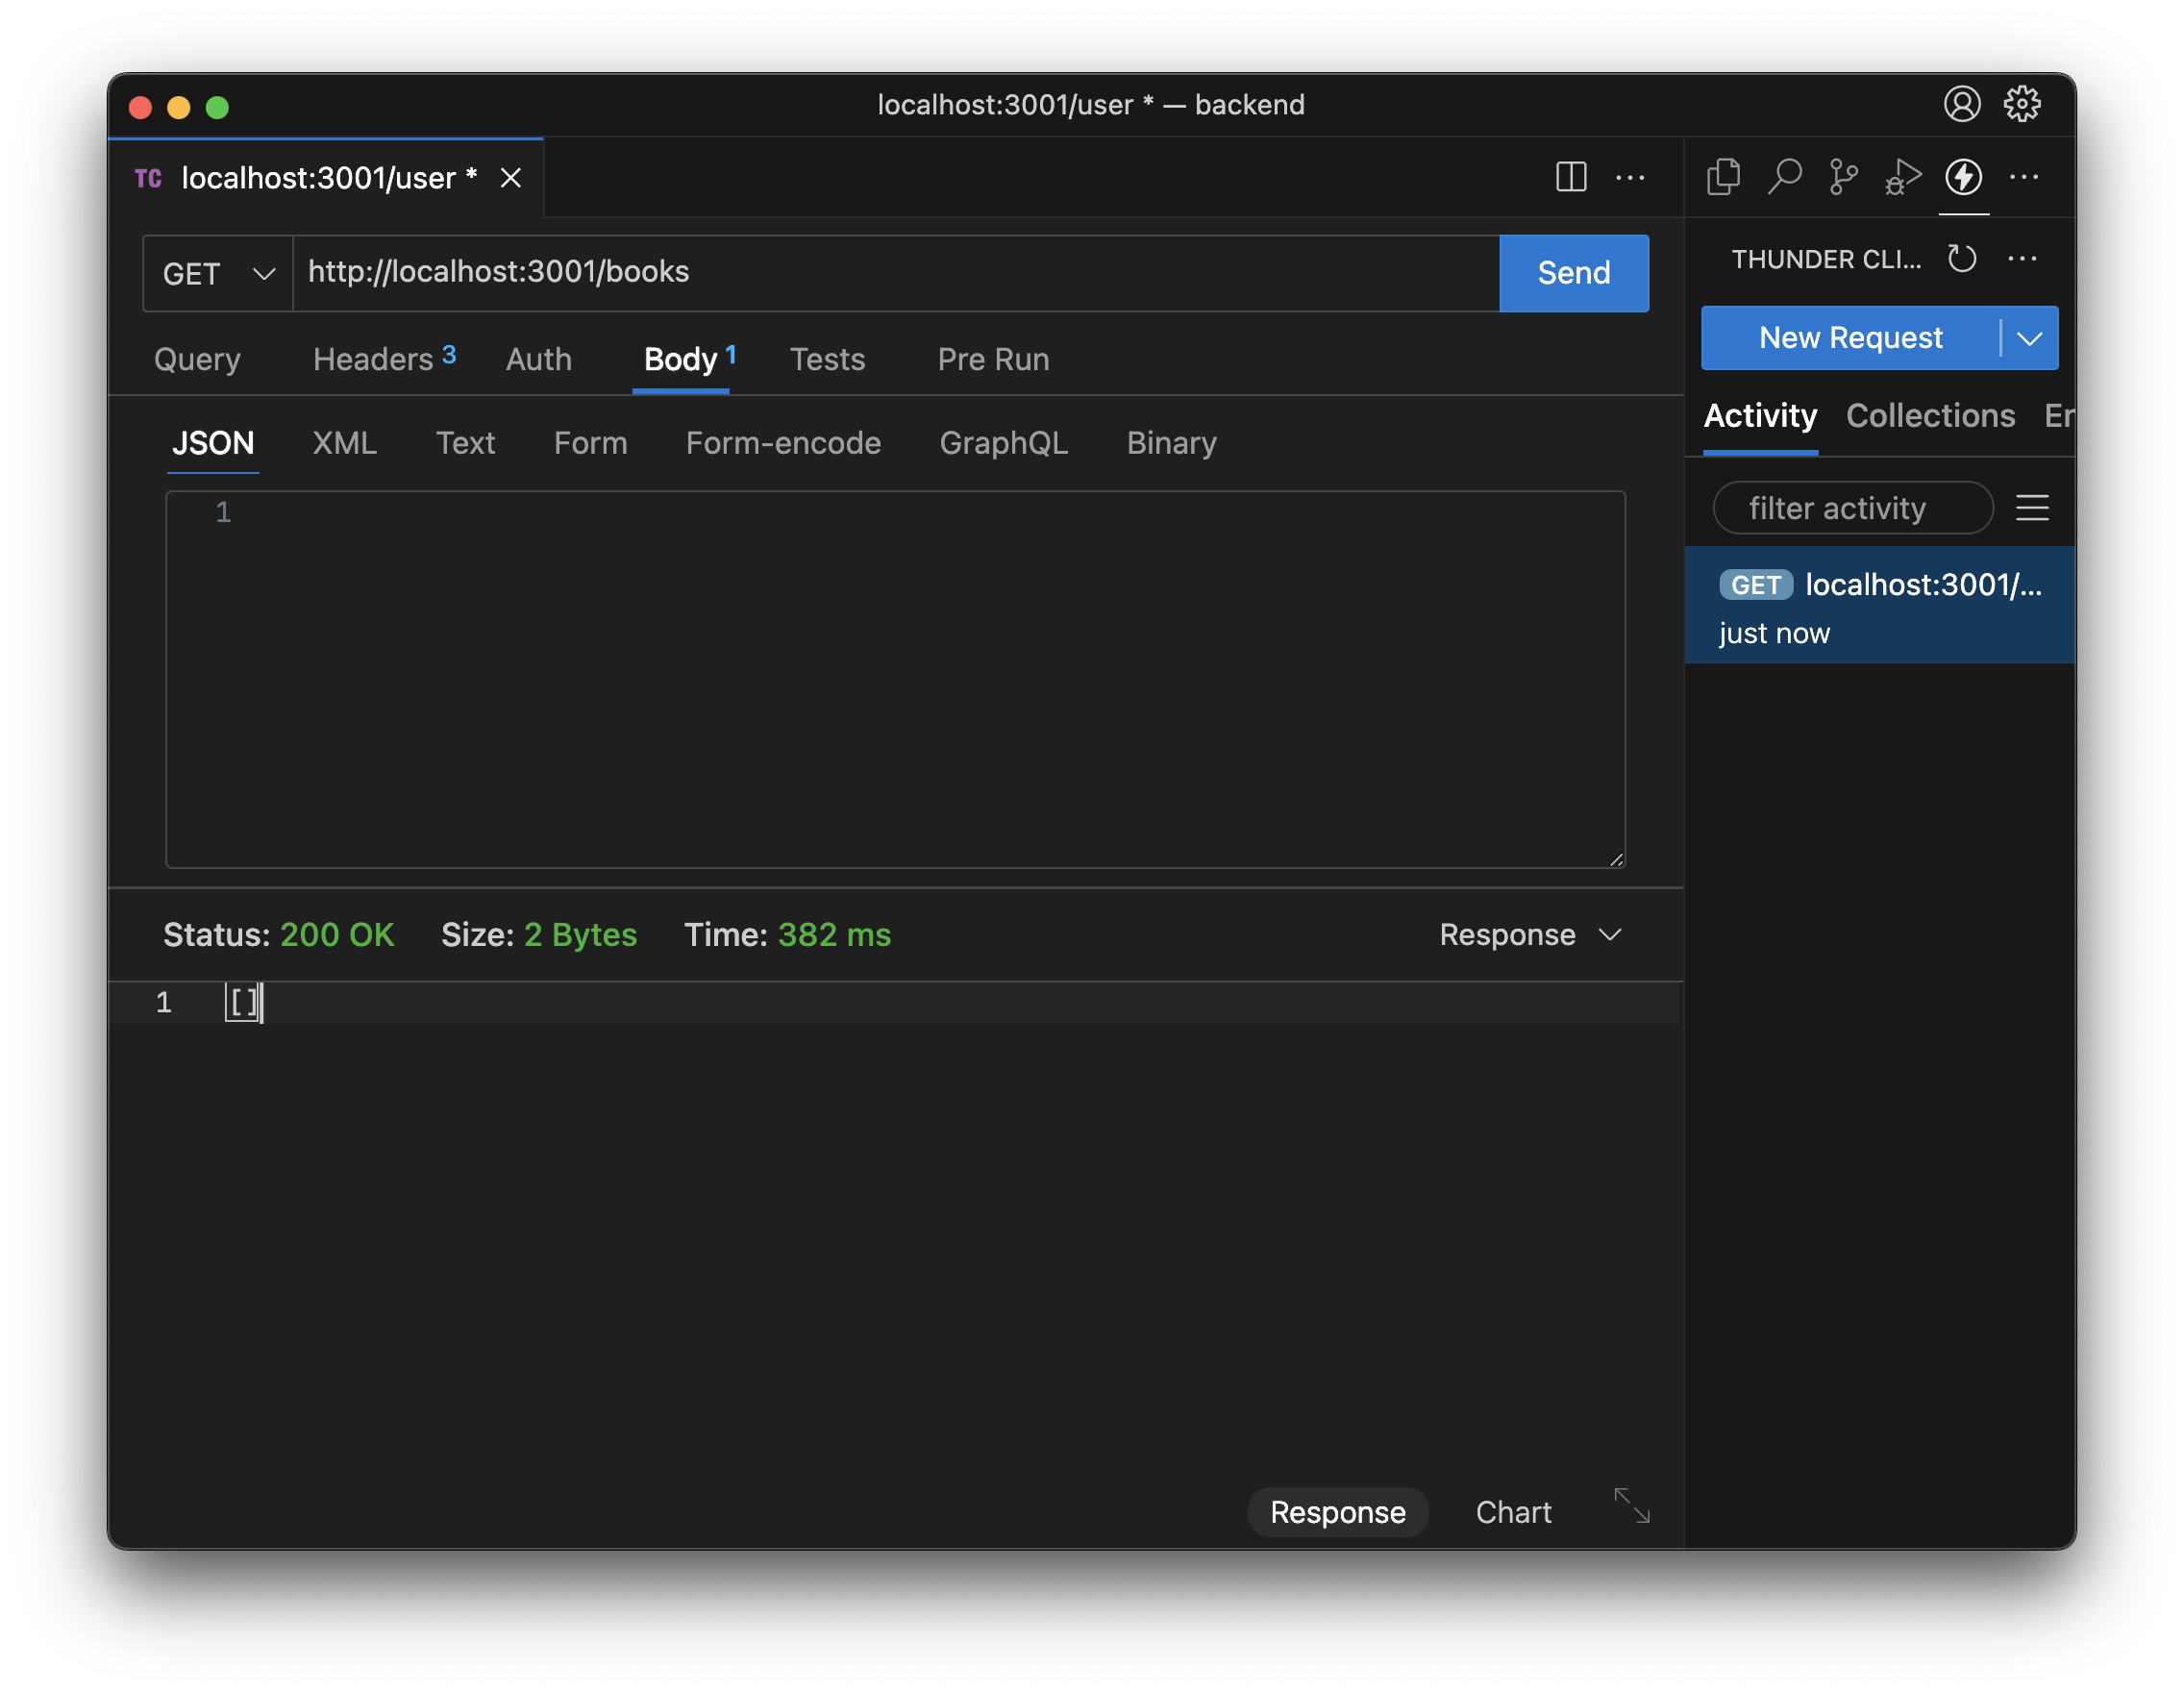 localhost:3001/user * — backend
TC localhost:3001/user *
GET http://localhost:3001/books Send
Query Headers 3 Auth Body 1 Tests Pre Run
JSON XML Text Form Form-encode GraphQL Binary
1
Status: 200 OK Size: 2 Bytes Time: 382 ms Response
1 []
Response Chart
THUNDER CLI...
New Request
Activity Collections En
filter activity
GET localhost:3001/...
just now